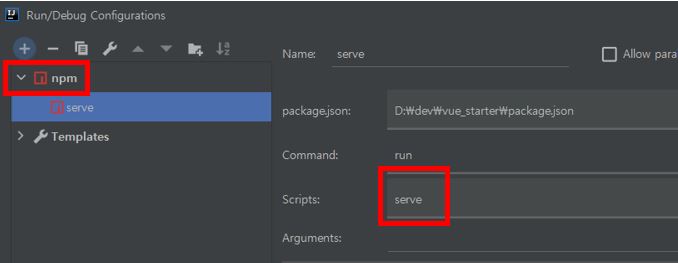 IJ Run/Debug Configurations
Name: serve Allow para
npm
serve
Templates
package.json: D:₩dev₩vue_starter₩package.json
Command: run
Scripts: serve
Arguments: